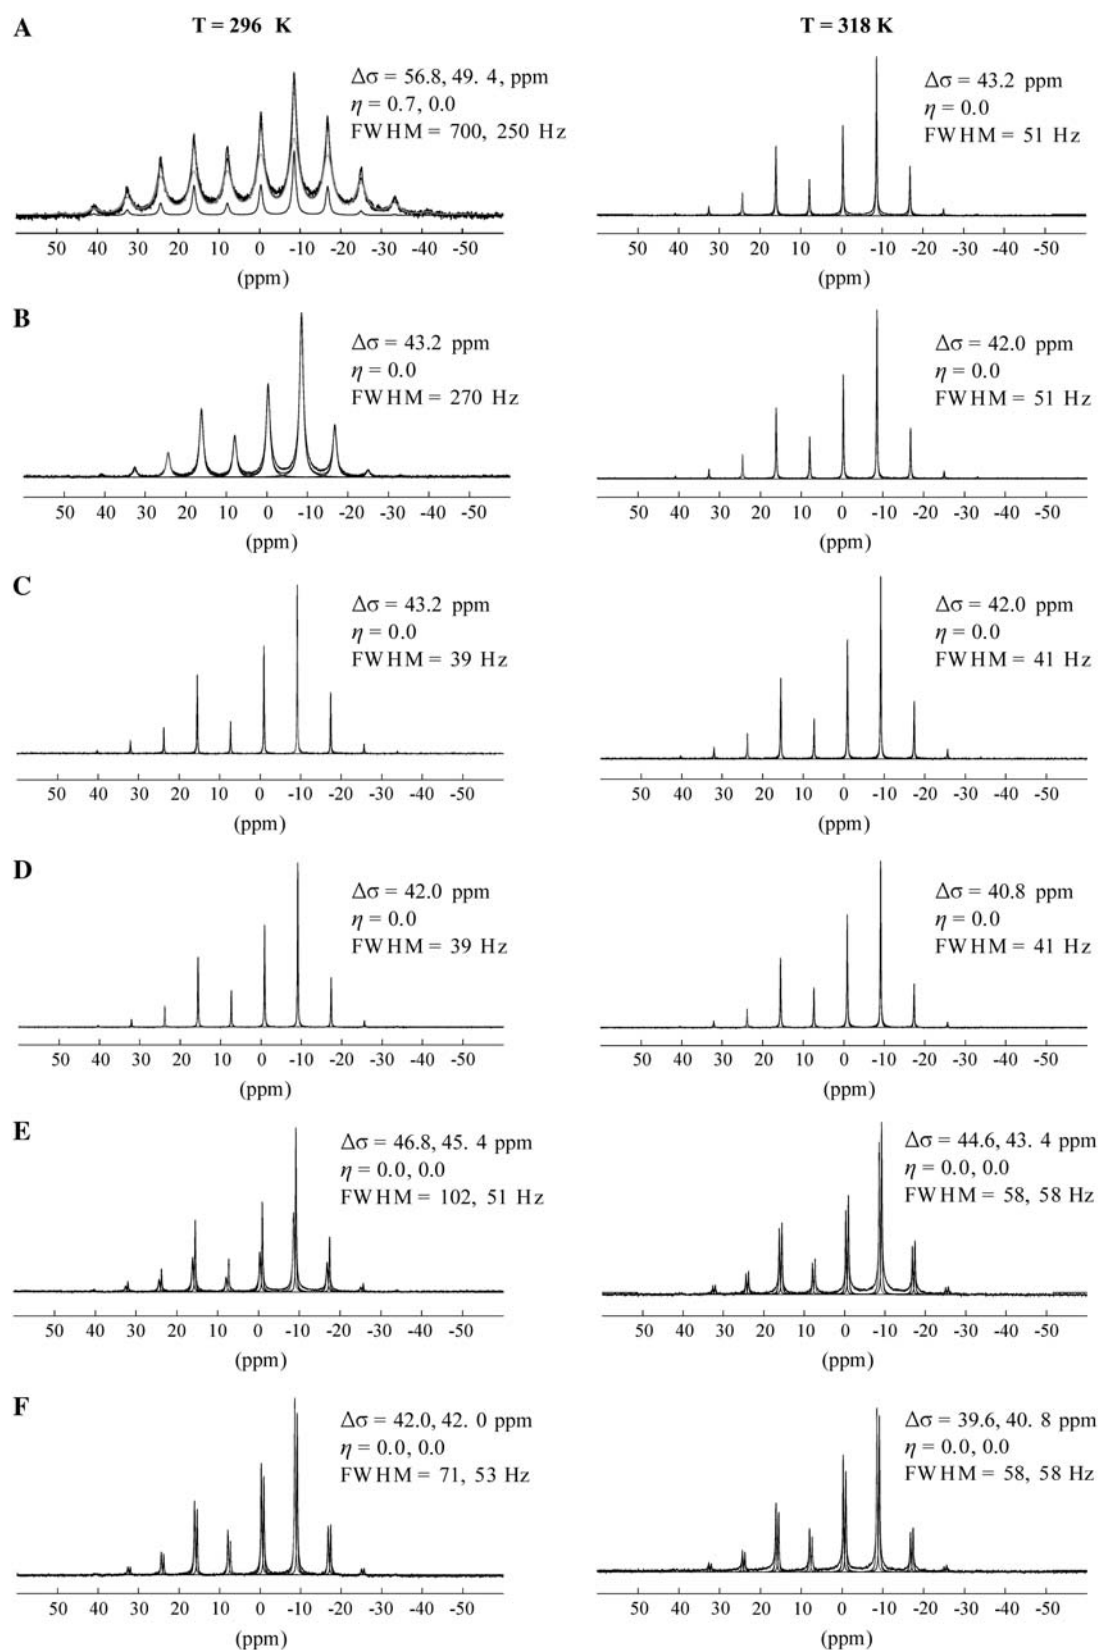 A T = 296 K T = 318 K
Δσ = 56.8, 49. 4, ppm
η = 0.7, 0.0
FWHM = 700, 250 Hz
50 40 30 20 10 0 -10 -20 -30 -40 -50
(ppm)
Δσ = 43.2 ppm
η = 0.0
FWHM = 51 Hz
50 40 30 20 10 0 -10 -20 -30 -40 -50
(ppm)
B
Δσ = 43.2 ppm
η = 0.0
FWHM = 270 Hz
50 40 30 20 10 0 -10 -20 -30 -40 -50
(ppm)
Δσ = 42.0 ppm
η = 0.0
FWHM = 51 Hz
50 40 30 20 10 0 -10 -20 -30 -40 -50
(ppm)
C
Δσ = 43.2 ppm
η = 0.0
FWHM = 39 Hz
50 40 30 20 10 0 -10 -20 -30 -40 -50
(ppm)
Δσ = 42.0 ppm
η = 0.0
FWHM = 41 Hz
50 40 30 20 10 0 -10 -20 -30 -40 -50
(ppm)
D
Δσ = 42.0 ppm
η = 0.0
FWHM = 39 Hz
50 40 30 20 10 0 -10 -20 -30 -40 -50
(ppm)
Δσ = 40.8 ppm
η = 0.0
FWHM = 41 Hz
50 40 30 20 10 0 -10 -20 -30 -40 -50
(ppm)
E
Δσ = 46.8, 45. 4 ppm
η = 0.0, 0.0
FWHM = 102, 51 Hz
50 40 30 20 10 0 -10 -20 -30 -40 -50
(ppm)
Δσ = 44.6, 43. 4 ppm
η = 0.0, 0.0
FWHM = 58, 58 Hz
50 40 30 20 10 0 -10 -20 -30 -40 -50
(ppm)
F
Δσ = 42.0, 42. 0 ppm
η = 0.0, 0.0
FWHM = 71, 53 Hz
50 40 30 20 10 0 -10 -20 -30 -40 -50
(ppm)
Δσ = 39.6, 40. 8 ppm
η = 0.0, 0.0
FWHM = 58, 58 Hz
50 40 30 20 10 0 -10 -20 -30 -40 -50
(ppm)